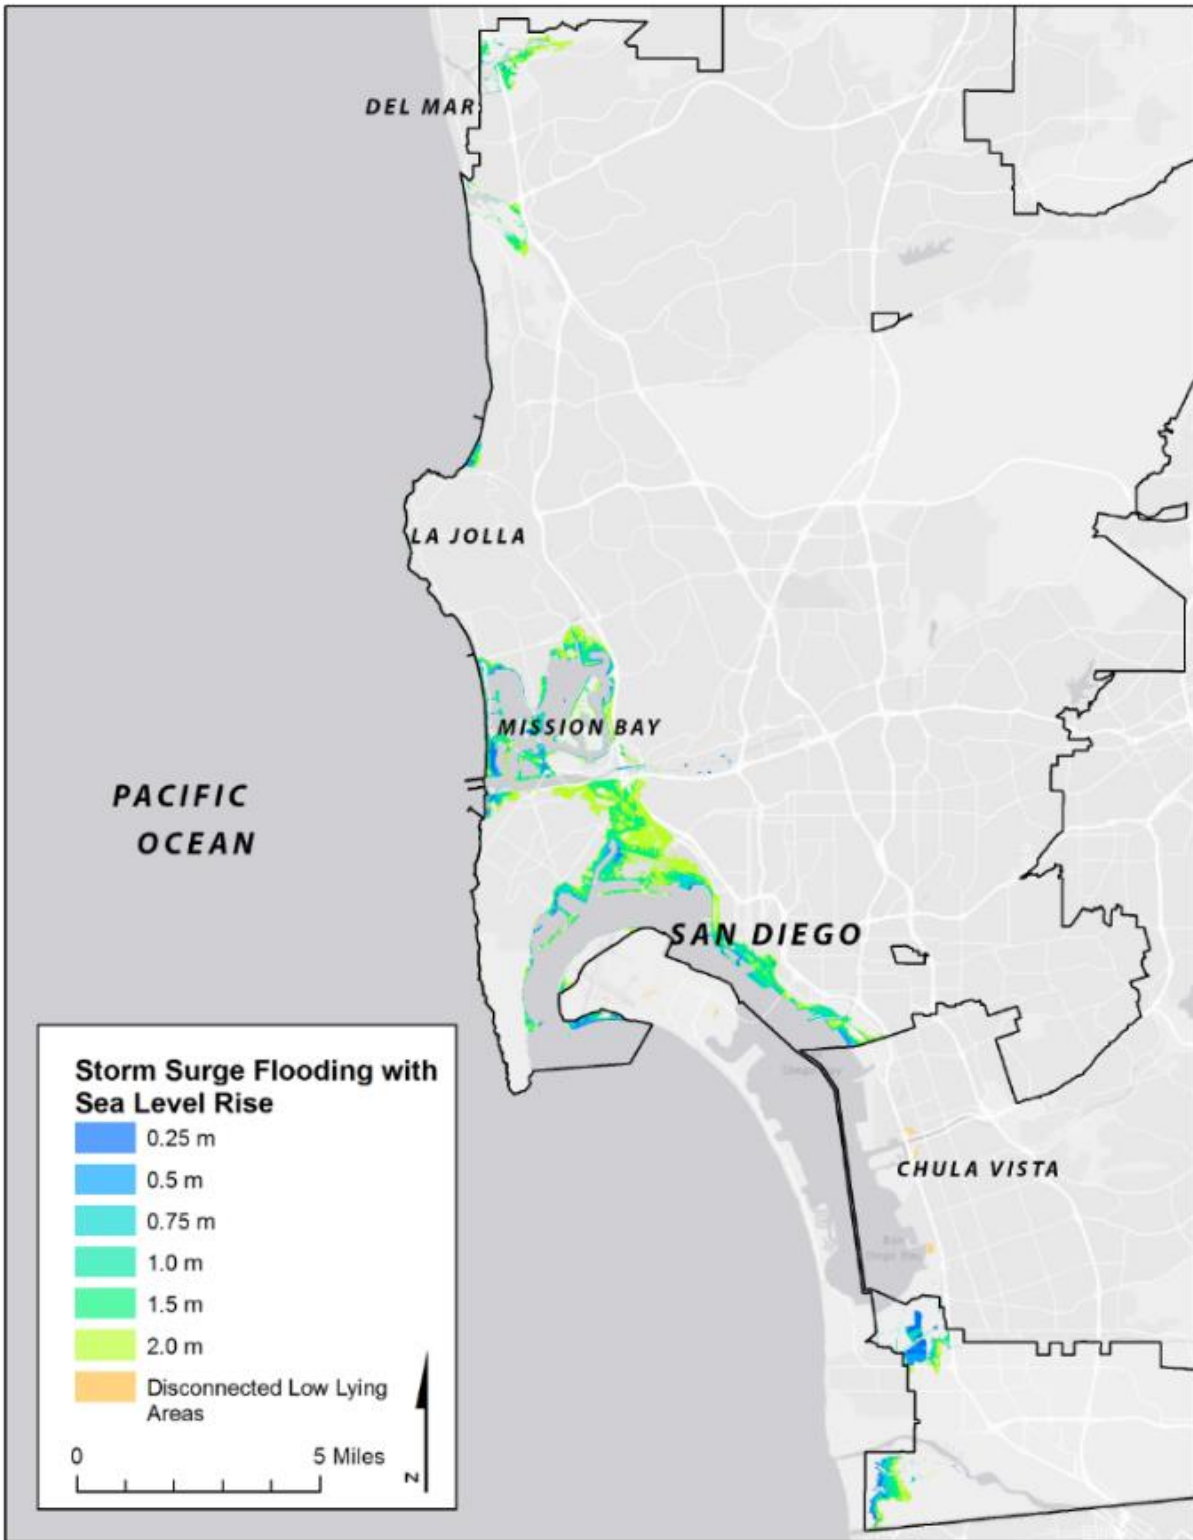 DEL MAR
LA JOLLA
MISSION BAY
PACIFIC
OCEAN
SAN DIEGO
CHULA VISTA
Storm Surge Flooding with
Sea Level Rise
0.25 m
0.5 m
0.75 m
1.0 m
1.5 m
2.0 m
Disconnected Low Lying
Areas
0 5 Miles
N